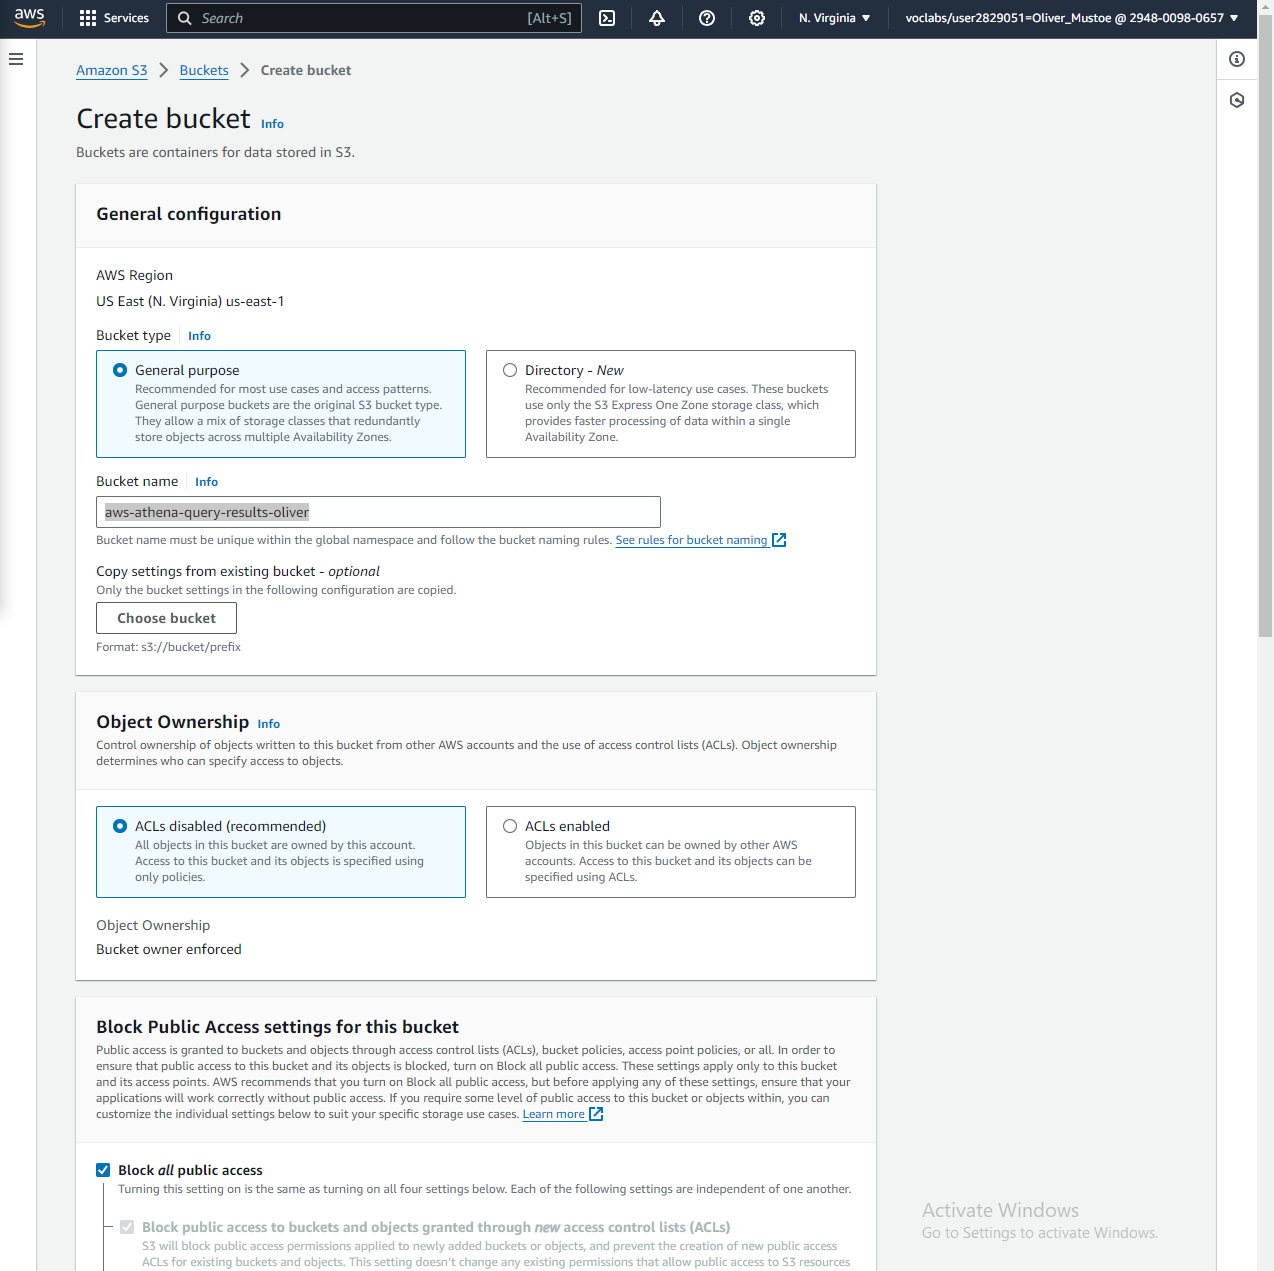 aws
Services
Search
[Alt+S]
N. Virginia
voclabs/user2829051=Oliver_Mustoe @ 2948-0098-0657
Amazon S3
Buckets
Create bucket
Create bucket Info
Buckets are containers for data stored in S3.
General configuration
AWS Region
US East (N. Virginia) us-east-1
Bucket type Info
General purpose
Recommended for most use cases and access patterns.
General purpose buckets are the original S3 bucket type.
They allow a mix of storage classes that redundantly
store objects across multiple Availability Zones.
Directory - New
Recommended for low-latency use cases. These buckets
use only the S3 Express One Zone storage class, which
provides faster processing of data within a single
Availability Zone.
Bucket name Info
aws-athena-query-results-oliver
Bucket name must be unique within the global namespace and follow the bucket naming rules. See rules for bucket naming
Copy settings from existing bucket - optional
Only the bucket settings in the following configuration are copied.
Choose bucket
Format: s3://bucket/prefix
Object Ownership Info
Control ownership of objects written to this bucket from other AWS accounts and the use of access control lists (ACLs). Object ownership
determines who can specify access to objects.
ACLs disabled (recommended)
All objects in this bucket are owned by this account.
Access to this bucket and its objects is specified using
only policies.
ACLs enabled
Objects in this bucket can be owned by other AWS
accounts. Access to this bucket and its objects can be
specified using ACLs.
Object Ownership
Bucket owner enforced
Block Public Access settings for this bucket
Public access is granted to buckets and objects through access control lists (ACLs), bucket policies, access point policies, or all. In order to
ensure that public access to this bucket and its objects is blocked, turn on Block all public access. These settings apply only to this bucket
and its access points. AWS recommends that you turn on Block all public access, but before applying any of these settings, ensure that your
applications will work correctly without public access. If you require some level of public access to this bucket or objects within, you can
customize the individual settings below to suit your specific storage use cases. Learn more
Block all public access
Turning this setting on is the same as turning on all four settings below. Each of the following settings are independent of one another.
Block public access to buckets and objects granted through new access control lists (ACLs)
S3 will block public access permissions applied to newly added buckets or objects, and prevent the creation of new public access
ACLs for existing buckets and objects. This setting doesn't change any existing permissions that allow public access to S3 resources
Activate Windows
Go to Settings to activate Windows.